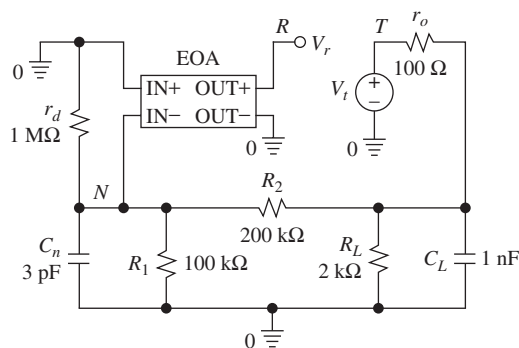 R
V_r
T
r_o
100 Ω
EOA
0
IN+ OUT+
IN− OUT−
V_t
+
−
r_d
1 MΩ
0
0
N
R_2
200 kΩ
C_n
3 pF
R_1
100 kΩ
R_L
2 kΩ
C_L
1 nF
0